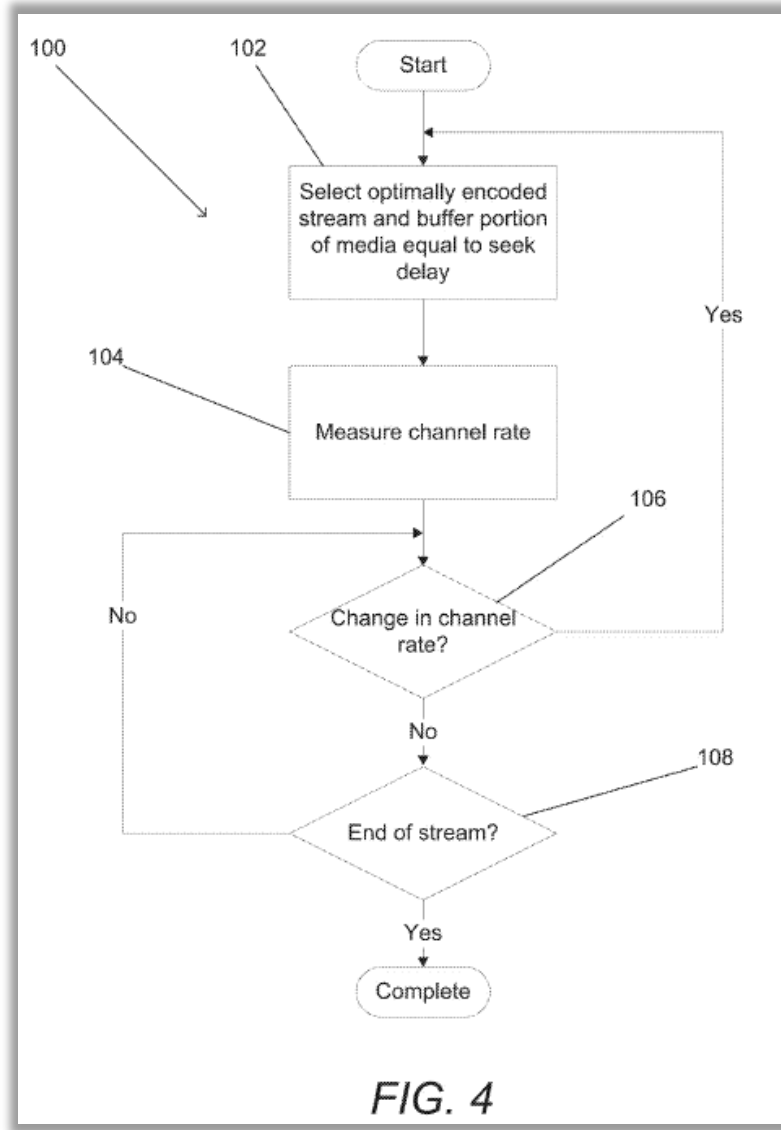 100
102
Start
Select optimally encoded
stream and buffer portion
of media equal to seek
delay
Yes
104
Measure channel rate
106
No
Change in channel
rate?
No
108
End of stream?
Yes
Complete
FIG. 4